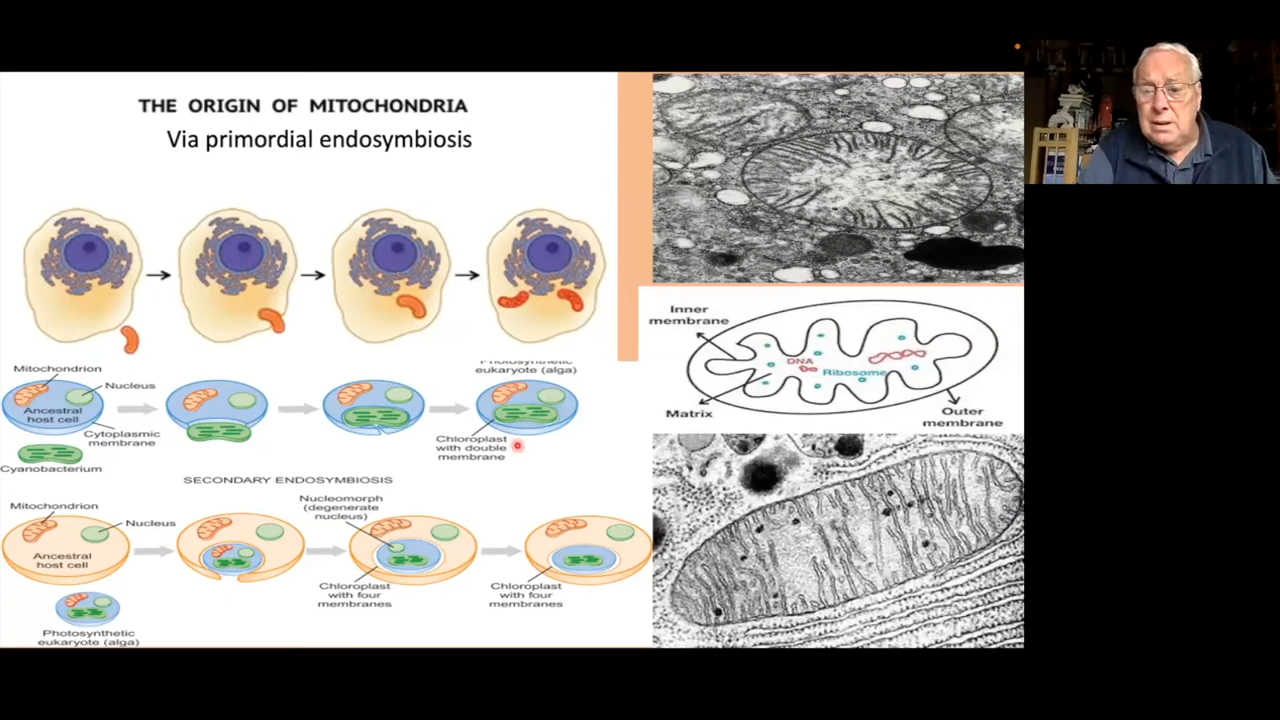 THE ORIGIN OF MITOCHONDRIA
Via primordial endosymbiosis
Mitochondrion
Nucleus
Ancestral
host cell
Cytoplasmic
membrane
Cyanobacterium
Photosynthetic
eukaryote (alga)
Chloroplast
with double
membrane
SECONDARY ENDOSYMBIOSIS
Mitochondrion
Nucleus
Ancestral
host cell
Photosynthetic
eukaryote (alga)
Nucleomorph
(degenerate
nucleus)
Chloroplast
with four
membranes
Chloroplast
with four
membranes
Inner
membrane
DNA
Ribosome
Matrix
Outer
membrane